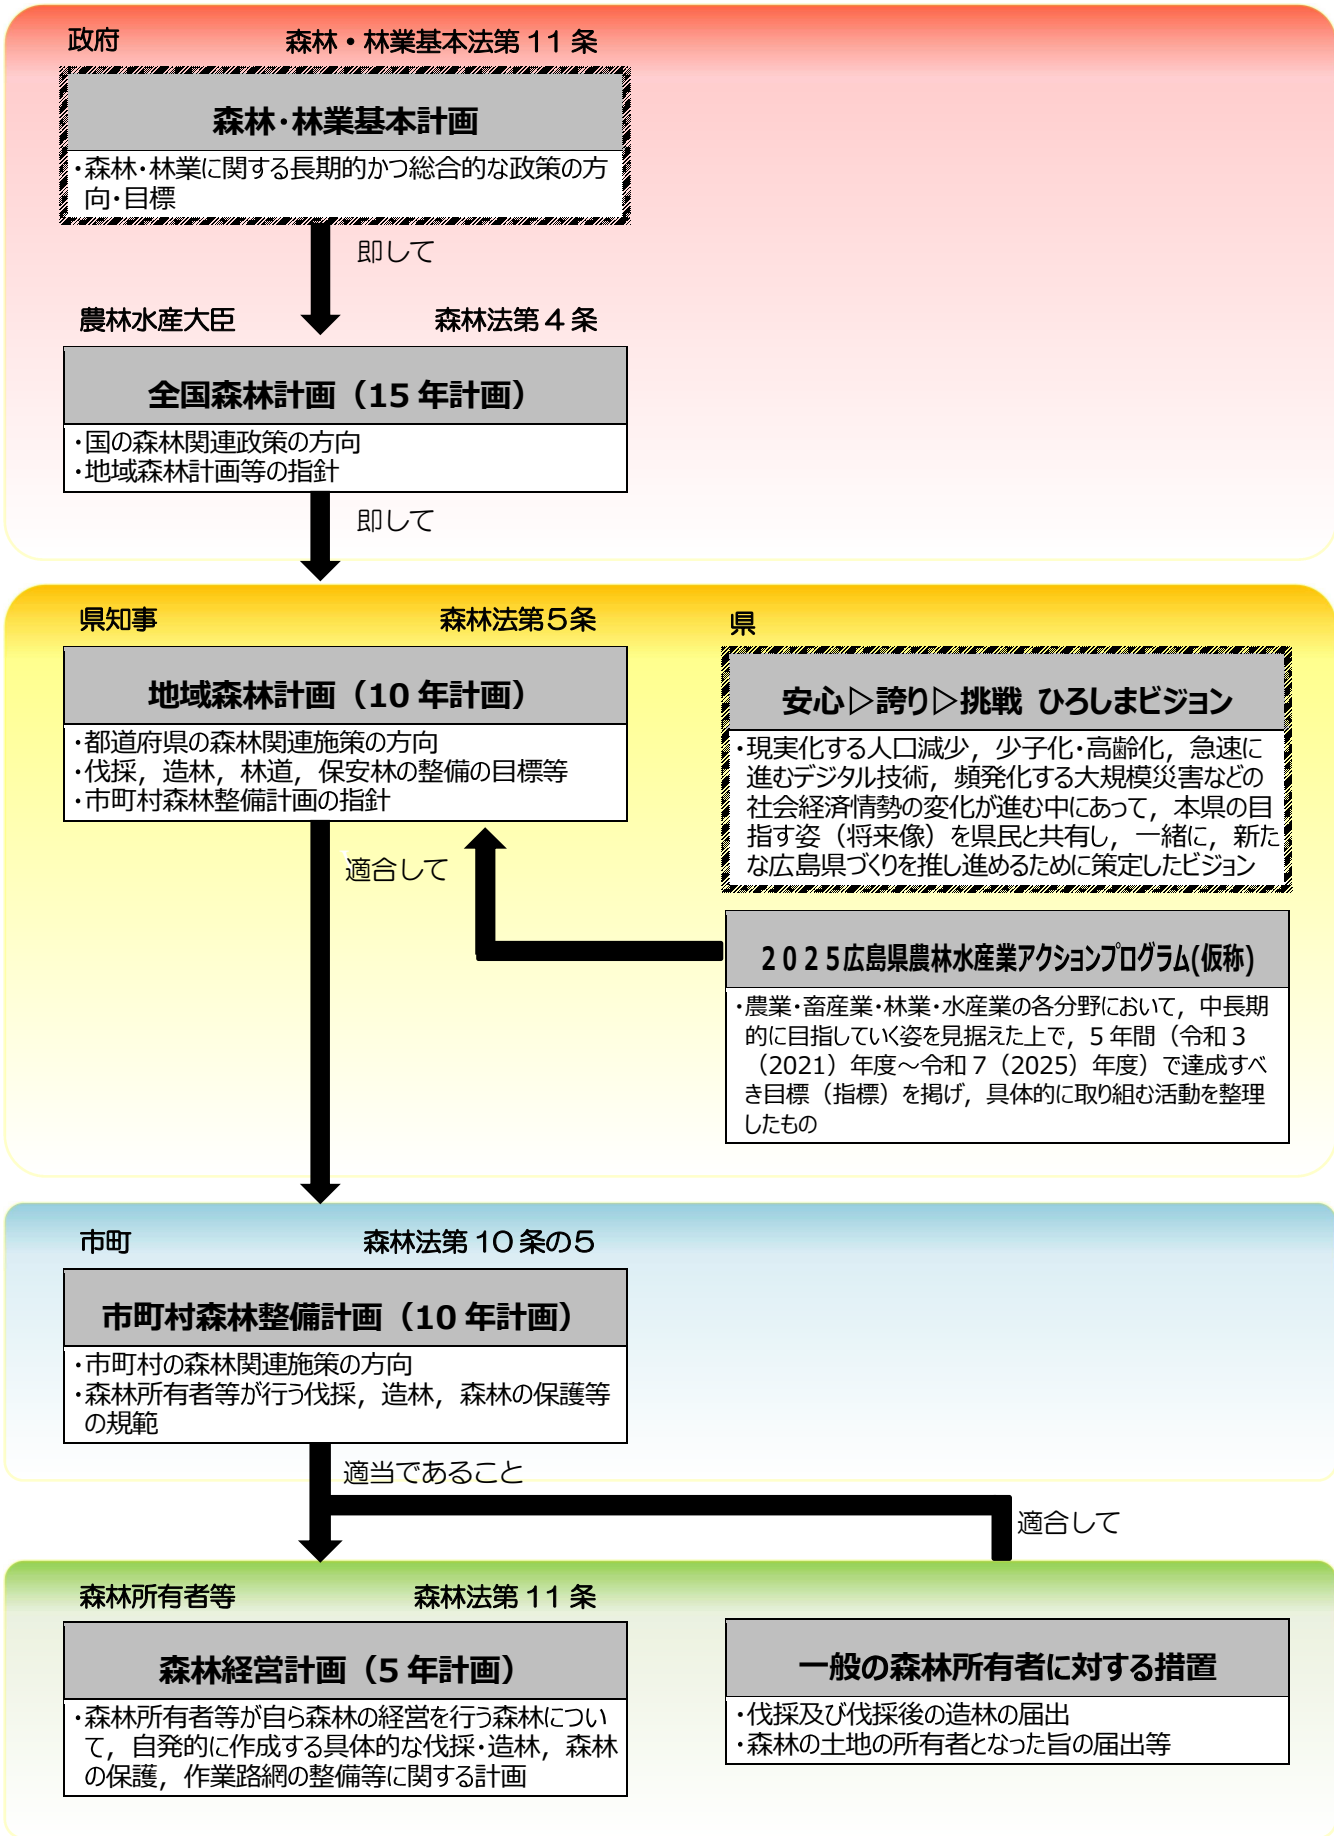 政府 森林・林業基本法第11条
森林・林業基本計画
・森林・林業に関する長期的かつ総合的な政策の方
向・目標
即して
農林水産大臣 森林法第4条
全国森林計画（15年計画）
・国の森林関連政策の方向
・地域森林計画等の指針
即して
県知事 森林法第5条
地域森林計画（10年計画）
・都道府県の森林関連施策の方向
・伐採，造林，林道，保安林の整備の目標等
・市町村森林整備計画の指針
適合して
県
安心▷誇り▷挑戦 ひろしまビジョン
・現実化する人口減少，少子化・高齢化，急速に
進むデジタル技術，頻発化する大規模災害などの
社会経済情勢の変化が進む中にあって，本県の目
指す姿（将来像）を県民と共有し，一緒に，新た
な広島県づくりを推し進めるために策定したビジョン
２０２５広島県農林水産業アクションプログラム(仮称)
・農業・畜産業・林業・水産業の各分野において，中長期
的に目指していく姿を見据えた上で，5年間（令和3
（2021）年度～令和7（2025）年度）で達成すべ
き目標（指標）を掲げ，具体的に取り組む活動を整理
したもの
市町 森林法第10条の5
市町村森林整備計画（10年計画）
・市町村の森林関連施策の方向
・森林所有者等が行う伐採，造林，森林の保護等
の規範
適当であること
適合して
森林所有者等 森林法第11条
森林経営計画（5年計画）
・森林所有者等が自ら森林の経営を行う森林につい
て，自発的に作成する具体的な伐採・造林，森林
の保護，作業路網の整備等に関する計画
一般の森林所有者に対する措置
・伐採及び伐採後の造林の届出
・森林の土地の所有者となった旨の届出等